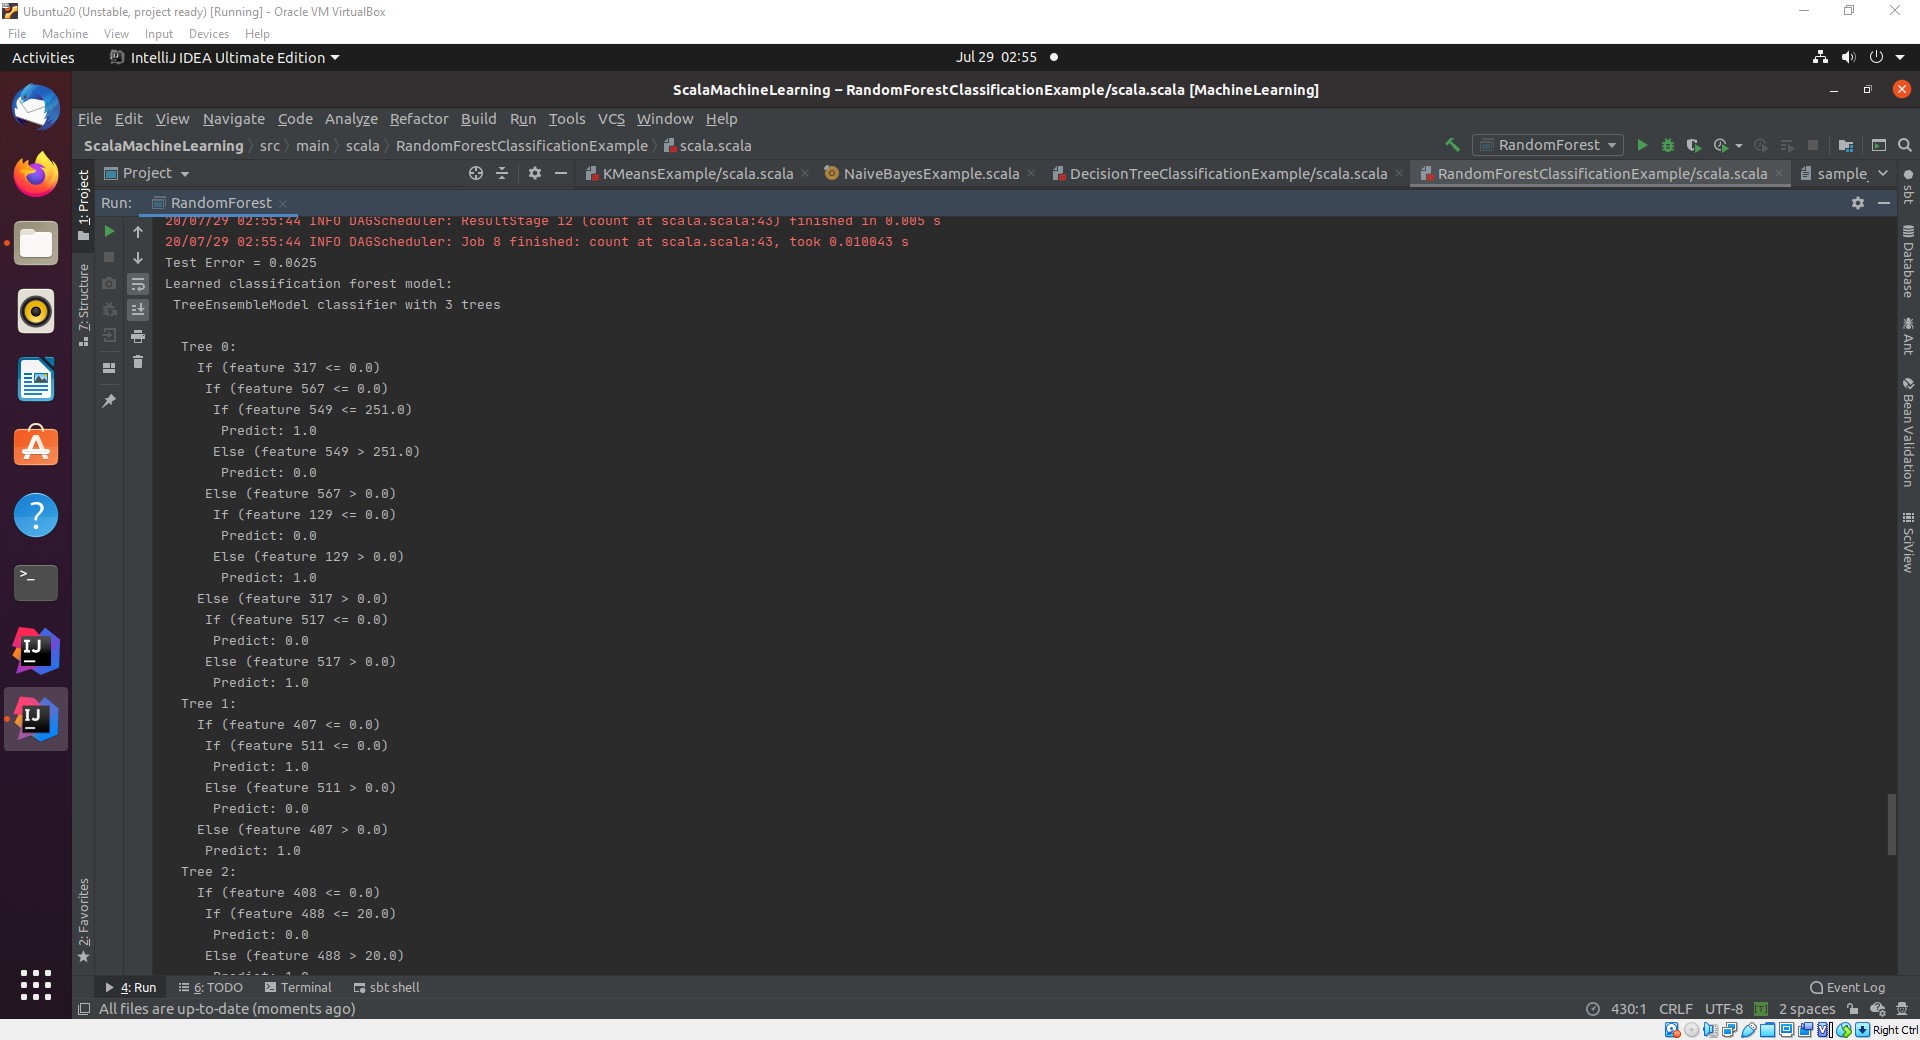 Ubuntu20 (Unstable, project ready) [Running] - Oracle VM VirtualBox
File Machine View Input Devices Help
Activities IntelliJ IDEA Ultimate Edition Jul 29 02:55
ScalaMachineLearning – RandomForestClassificationExample/scala.scala [MachineLearning]
File Edit View Navigate Code Analyze Refactor Build Run Tools VCS Window Help
ScalaMachineLearning src main scala RandomForestClassificationExample scala.scala RandomForest
Project KMeansExample/scala.scala NaiveBayesExample.scala DecisionTreeClassificationExample/scala.scala RandomForestClassificationExample/scala.scala sample_
Run: RandomForest
20/07/29 02:55:44 INFO DAGScheduler: ResultStage 12 (count at scala.scala:43) finished in 0.005 s
20/07/29 02:55:44 INFO DAGScheduler: Job 8 finished: count at scala.scala:43, took 0.010043 s
Test Error = 0.0625
Learned classification forest model:
TreeEnsembleModel classifier with 3 trees
Tree 0:
If (feature 317 <= 0.0)
If (feature 567 <= 0.0)
If (feature 549 <= 251.0)
Predict: 1.0
Else (feature 549 > 251.0)
Predict: 0.0
Else (feature 567 > 0.0)
If (feature 129 <= 0.0)
Predict: 0.0
Else (feature 129 > 0.0)
Predict: 1.0
Else (feature 317 > 0.0)
If (feature 517 <= 0.0)
Predict: 0.0
Else (feature 517 > 0.0)
Predict: 1.0
Tree 1:
If (feature 407 <= 0.0)
If (feature 511 <= 0.0)
Predict: 1.0
Else (feature 511 > 0.0)
Predict: 0.0
Else (feature 407 > 0.0)
Predict: 1.0
Tree 2:
If (feature 408 <= 0.0)
If (feature 488 <= 20.0)
Predict: 0.0
Else (feature 488 > 20.0)
Predict: 1.0
1: Project
7: Structure
2: Favorites
sbt
Database
Ant
Bean Validation
SciView
4: Run 6: TODO Terminal sbt shell Event Log
All files are up-to-date (moments ago) 430:1 CRLF UTF-8 2 spaces
Right Ctrl